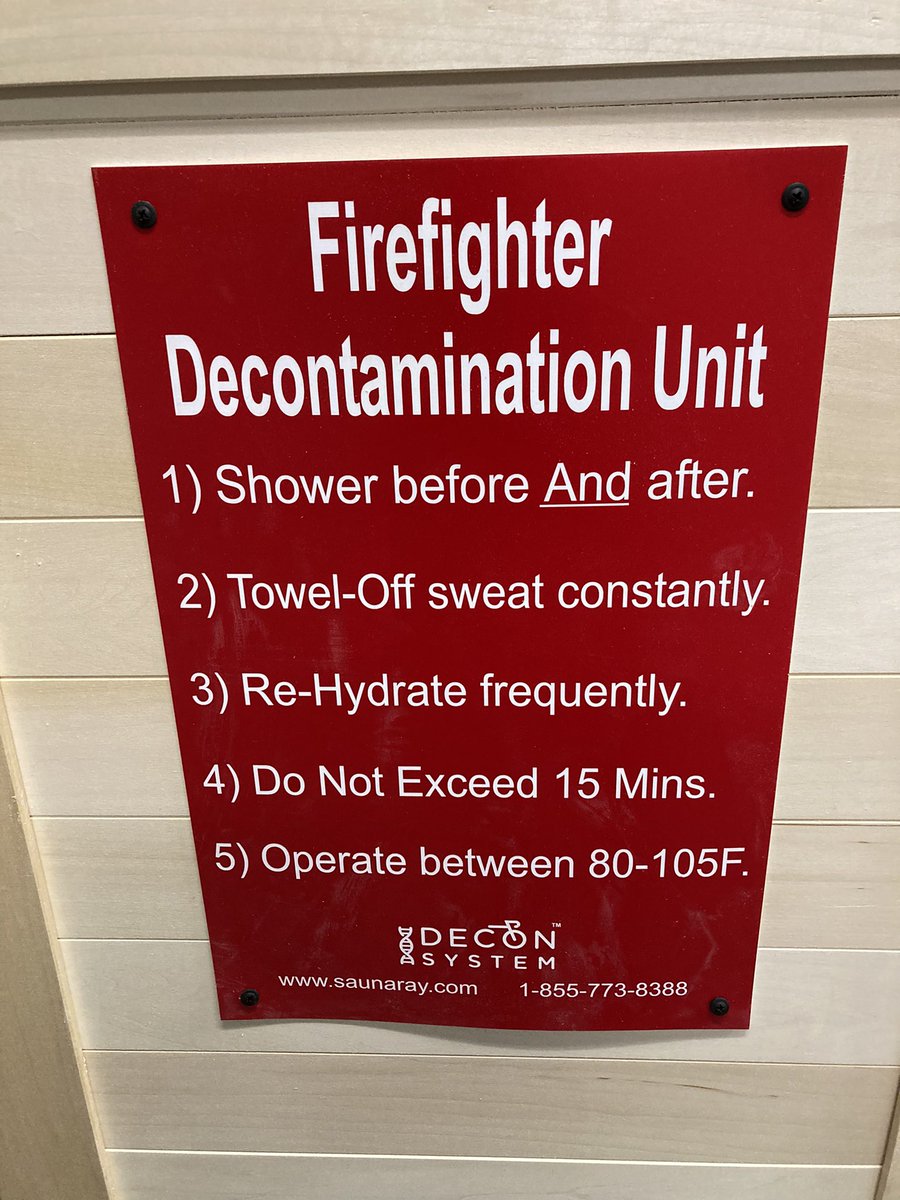 Firefighter
Decontamination Unit
1) Shower before And after.
2) Towel-Off sweat constantly.
3) Re-Hydrate frequently.
4) Do Not Exceed 15 Mins.
5) Operate between 80-105F.
DECON™
SYSTEM
www.saunaray.com 1-855-773-8388